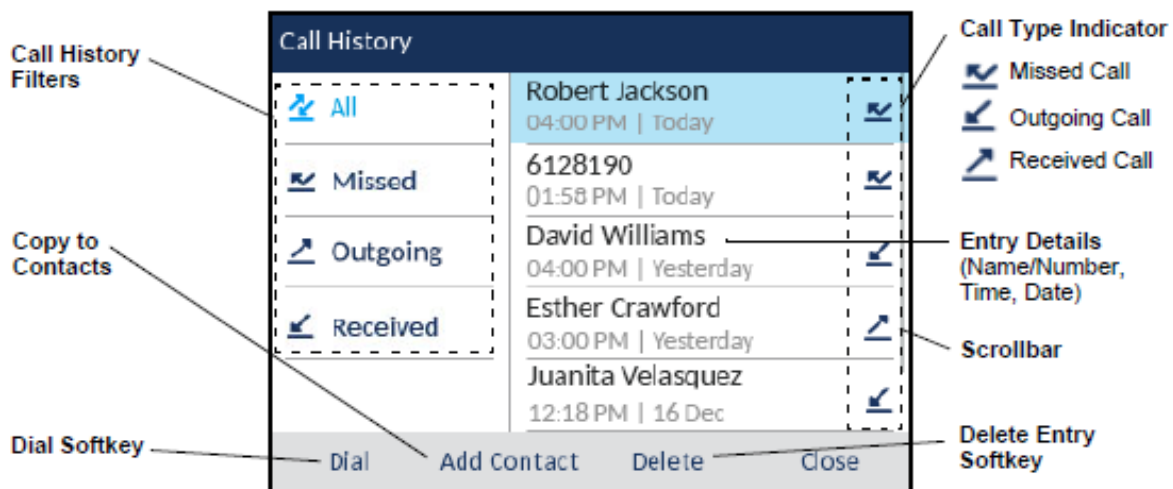 Call History
Filters
Copy to
Contacts
Dial Softkey
Call History
All
Missed
Outgoing
Received
Robert Jackson
04:00 PM | Today
6128190
01:58 PM | Today
David Williams
04:00 PM | Yesterday
Esther Crawford
03:00 PM | Yesterday
Juanita Velasquez
12:18 PM | 16 Dec
Dial Add Contact Delete Close
Call Type Indicator
Missed Call
Outgoing Call
Received Call
Entry Details
(Name/Number,
Time, Date)
Scrollbar
Delete Entry
Softkey